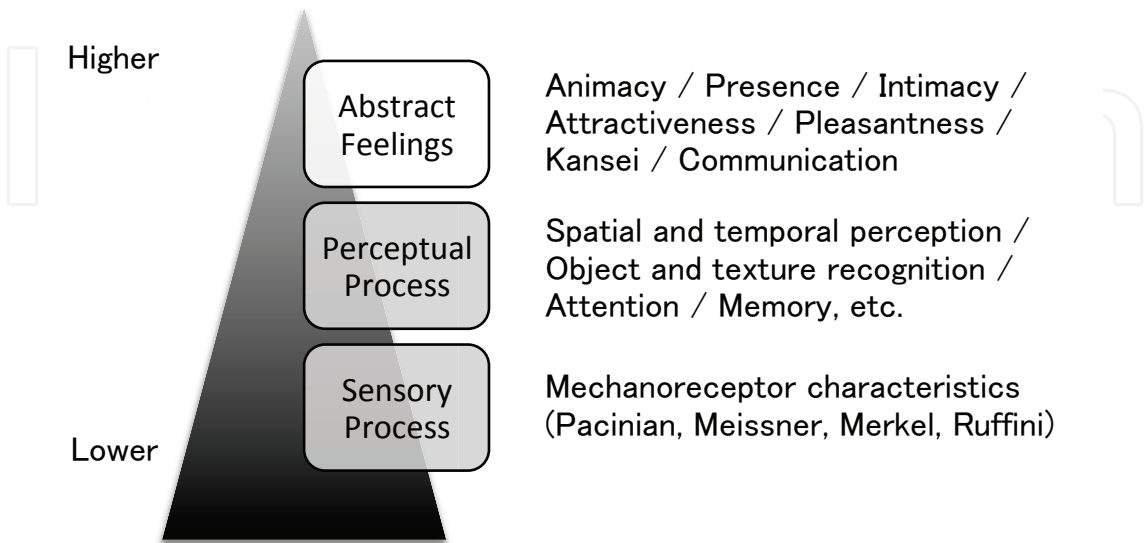 Higher
Abstract
Feelings
Animacy / Presence / Intimacy /
Attractiveness / Pleasantness /
Kansei / Communication
Perceptual
Process
Spatial and temporal perception /
Object and texture recognition /
Attention / Memory, etc.
Sensory
Process
Mechanoreceptor characteristics
(Pacinian, Meissner, Merkel, Ruffini)
Lower